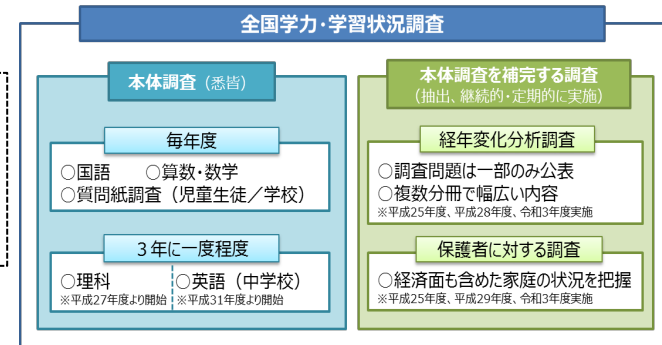 全国学力・学習状況調査
本体調査（悉皆）
毎年度
○国語　○算数・数学
○質問紙調査（児童生徒／学校）
３年に一度程度
○理科
※平成27年度より開始
○英語（中学校）
※平成31年度より開始
本体調査を補完する調査
（抽出、継続的・定期的に実施）
経年変化分析調査
○調査問題は一部のみ公表
○複数分冊で幅広い内容
※平成25年度、平成28年度、令和3年度実施
保護者に対する調査
○経済面も含めた家庭の状況を把握
※平成25年度、平成29年度、令和3年度実施